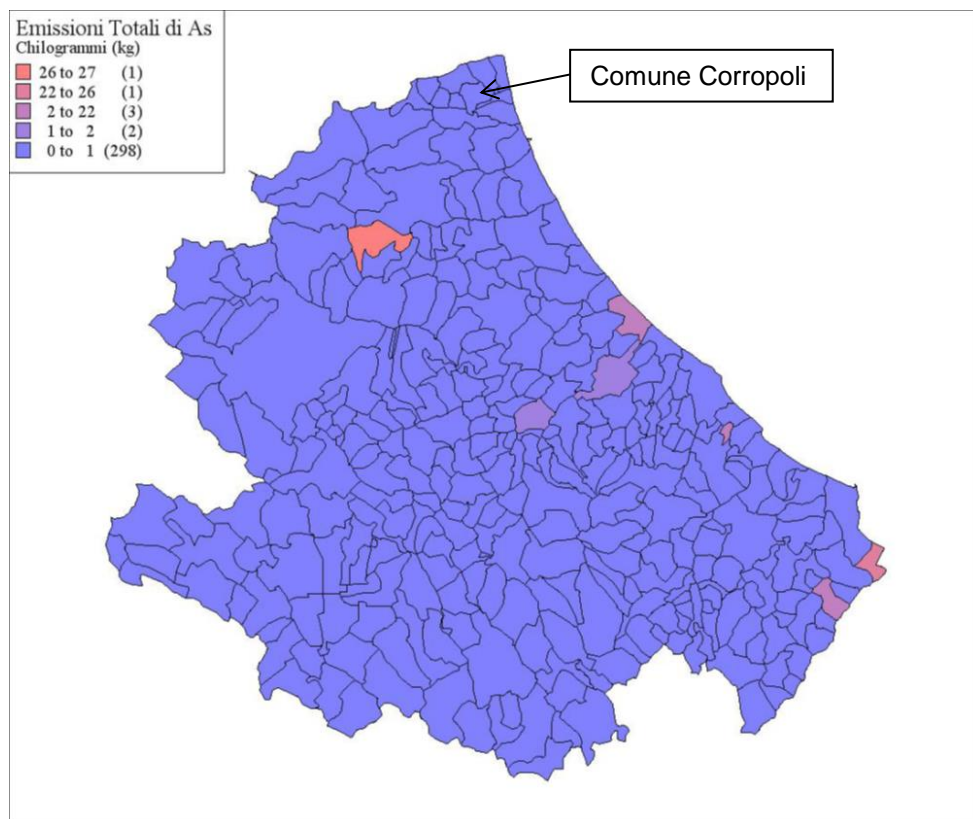 Emissioni Totali di As
Chilogrammi (kg)
26 to 27 (1)
22 to 26 (1)
2 to 22 (3)
1 to 2 (2)
0 to 1 (298)
Comune Corropoli